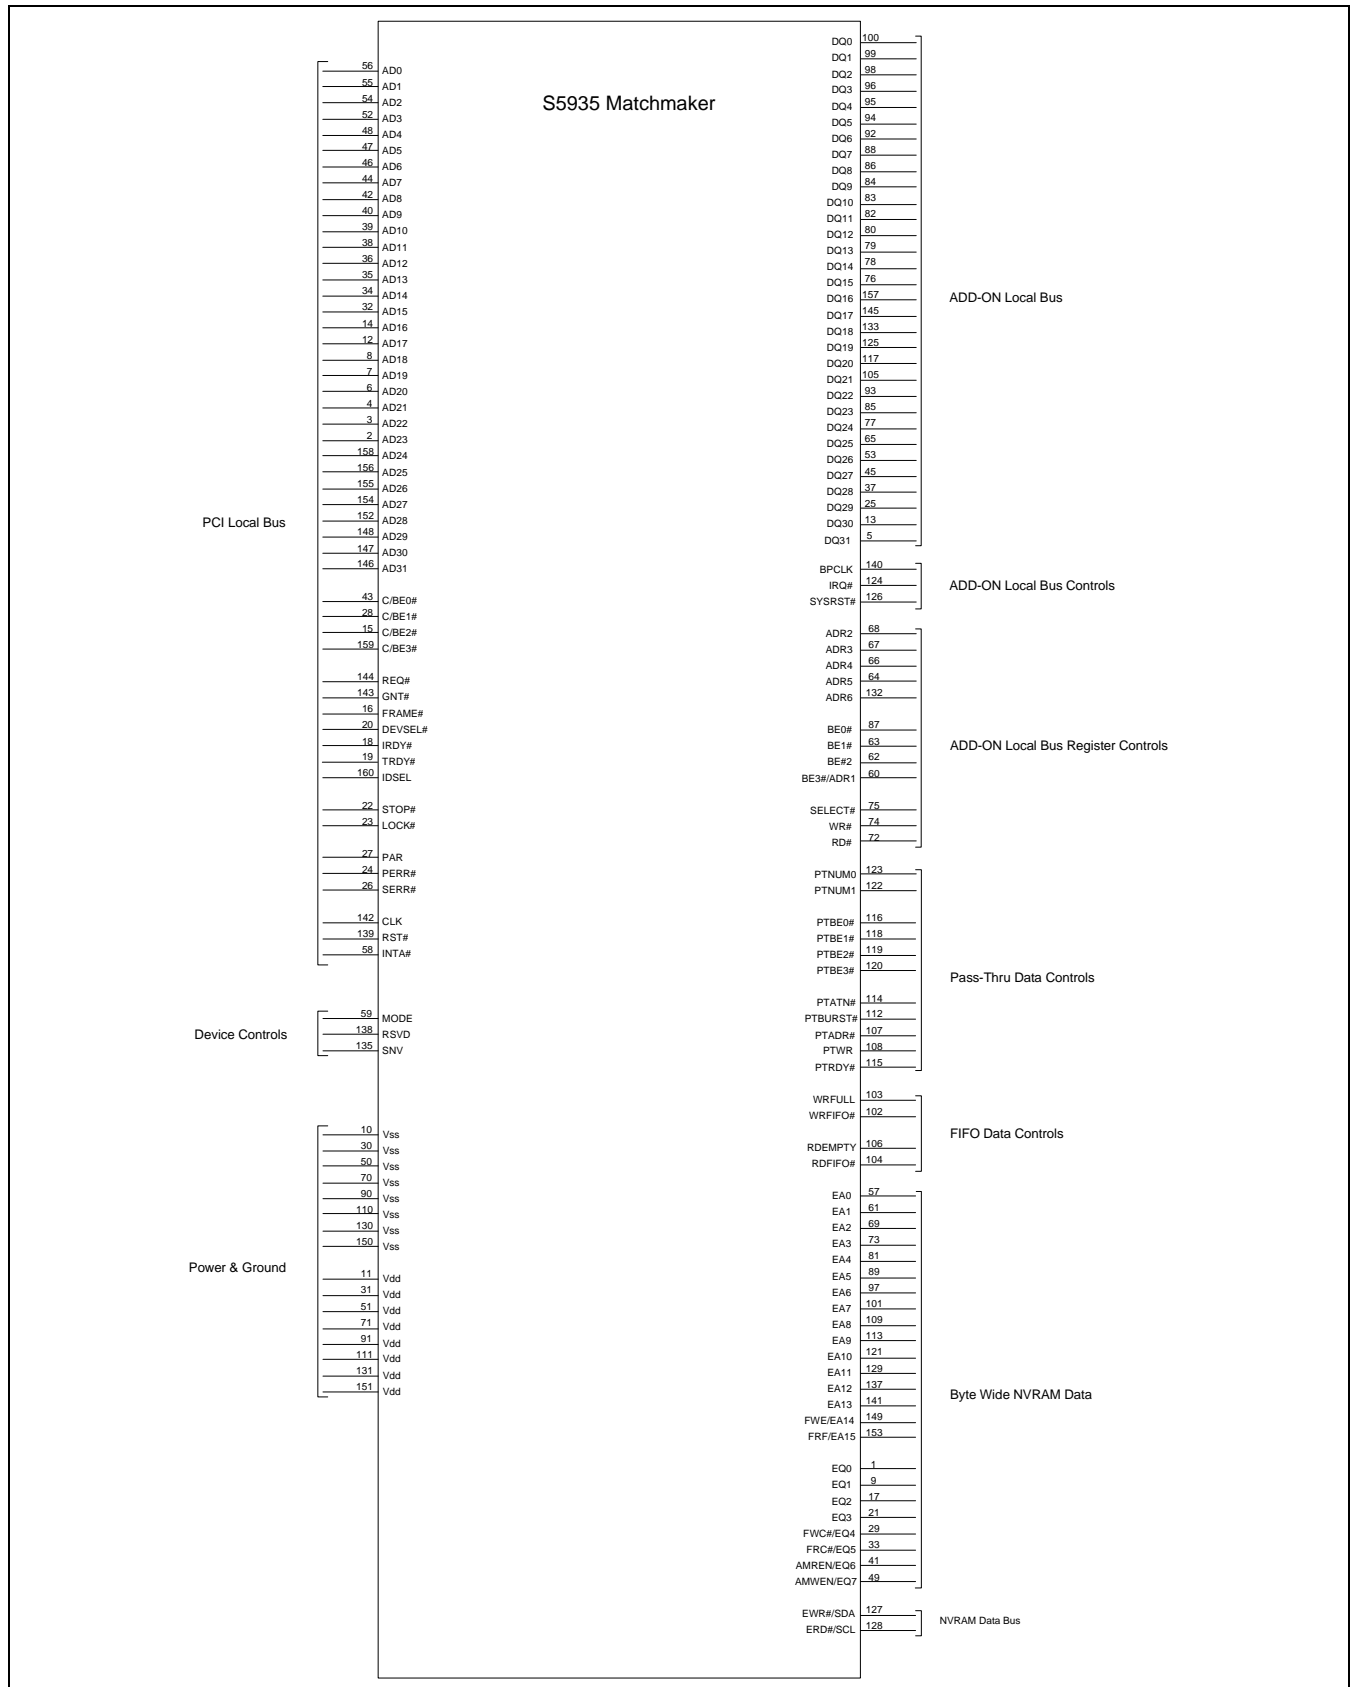 S5935 Matchmaker
PCI Local Bus
56 AD0
55 AD1
54 AD2
52 AD3
48 AD4
47 AD5
46 AD6
44 AD7
42 AD8
40 AD9
39 AD10
38 AD11
36 AD12
35 AD13
34 AD14
32 AD15
14 AD16
12 AD17
8 AD18
7 AD19
6 AD20
4 AD21
3 AD22
2 AD23
158 AD24
156 AD25
155 AD26
154 AD27
152 AD28
148 AD29
147 AD30
146 AD31
43 C/BE0#
28 C/BE1#
15 C/BE2#
159 C/BE3#
144 REQ#
143 GNT#
16 FRAME#
20 DEVSEL#
18 IRDY#
19 TRDY#
160 IDSEL
22 STOP#
23 LOCK#
27 PAR
24 PERR#
26 SERR#
142 CLK
139 RST#
58 INTA#
Device Controls
59 MODE
138 RSVD
135 SNV
Power & Ground
10 Vss
30 Vss
50 Vss
70 Vss
90 Vss
110 Vss
130 Vss
150 Vss
11 Vdd
31 Vdd
51 Vdd
71 Vdd
91 Vdd
111 Vdd
131 Vdd
151 Vdd
DQ0 100
DQ1 99
DQ2 98
DQ3 96
DQ4 95
DQ5 94
DQ6 92
DQ7 88
DQ8 86
DQ9 84
DQ10 83
DQ11 82
DQ12 80
DQ13 79
DQ14 78
DQ15 76
DQ16 157
DQ17 145
DQ18 133
DQ19 125
DQ20 117
DQ21 105
DQ22 93
DQ23 85
DQ24 77
DQ25 65
DQ26 53
DQ27 45
DQ28 37
DQ29 25
DQ30 13
DQ31 5
ADD-ON Local Bus
BPCLK 140
IRQ# 124
SYSRST# 126
ADD-ON Local Bus Controls
ADR2 68
ADR3 67
ADR4 66
ADR5 64
ADR6 132
BE0# 87
BE1# 63
BE#2 62
BE3#/ADR1 60
SELECT# 75
WR# 74
RD# 72
ADD-ON Local Bus Register Controls
PTNUM0 123
PTNUM1 122
PTBE0# 116
PTBE1# 118
PTBE2# 119
PTBE3# 120
PTATN# 114
PTBURST# 112
PTADR# 107
PTWR 108
PTRDY# 115
Pass-Thru Data Controls
WRFULL 103
WRFIFO# 102
RDEMPTY 106
RDFIFO# 104
FIFO Data Controls
EA0 57
EA1 61
EA2 69
EA3 73
EA4 81
EA5 89
EA6 97
EA7 101
EA8 109
EA9 113
EA10 121
EA11 129
EA12 137
EA13 141
FWE/EA14 149
FRF/EA15 153
EQ0 1
EQ1 9
EQ2 17
EQ3 21
FWC#/EQ4 29
FRC#/EQ5 33
AMREN/EQ6 41
AMWEN/EQ7 49
Byte Wide NVRAM Data
EWR#/SDA 127
ERD#/SCL 128
NVRAM Data Bus